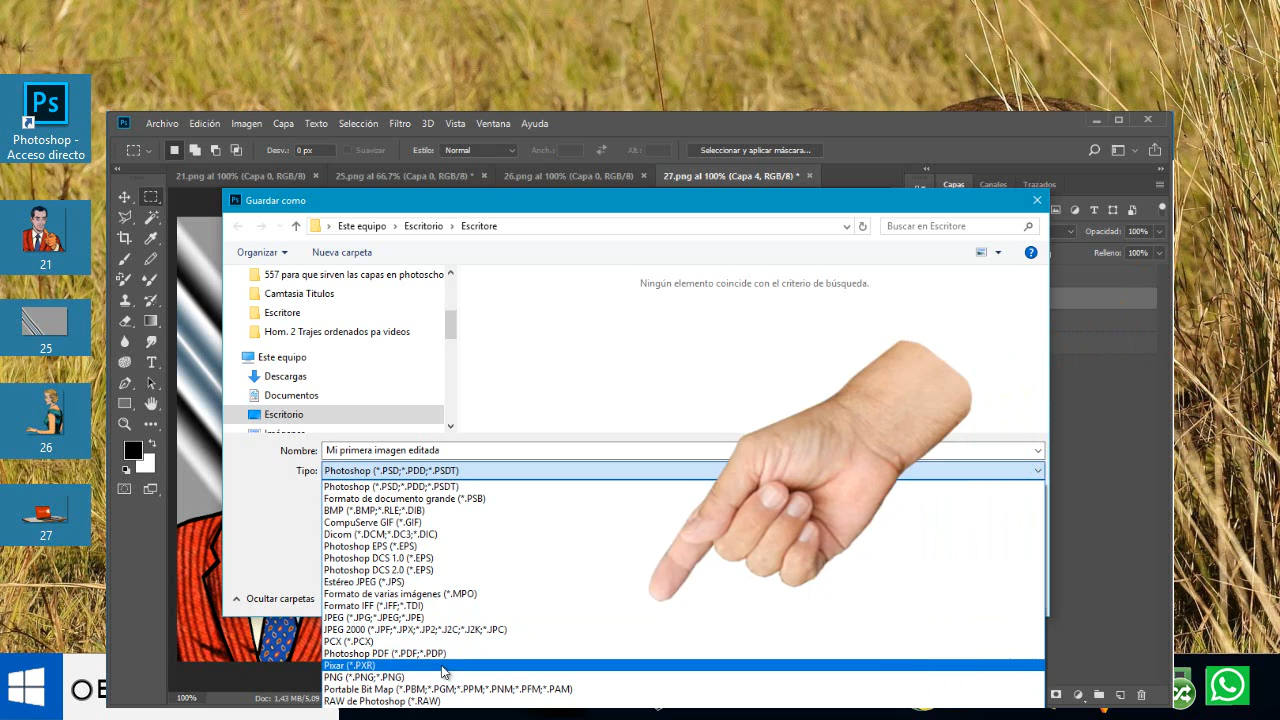 Ps
Photoshop -
Acceso directo
21
25
26
27
Ps
Archivo Edición Imagen Capa Texto Selección Filtro 3D Vista Ventana Ayuda
Desv.: 0 px Suavizar Estilo: Normal Anch.: Alt.: Seleccionar y aplicar máscara...
21.png al 100% (Capa 0, RGB/8) 25.png al 66,7% (Capa 0, RGB/8) * 26.png al 100% (Capa 0, RGB/8) 27.png al 100% (Capa 4, RGB/8) *
Capas Canales Trazados
Opacidad: 100%
Relleno: 100%
Guardar como
Este equipo Escritorio Escritore
Buscar en Escritore
Organizar Nueva carpeta
557 para que sirven las capas en photoscho
Camtasia Titulos
Escritore
Hom. 2 Trajes ordenados pa videos
Este equipo
Descargas
Documentos
Escritorio
Ningún elemento coincide con el criterio de búsqueda.
Nombre: Mi primera imagen editada
Tipo: Photoshop (*.PSD;*.PDD;*.PSDT)
Photoshop (*.PSD;*.PDD;*.PSDT)
Formato de documento grande (*.PSB)
BMP (*.BMP;*.RLE;*.DIB)
CompuServe GIF (*.GIF)
Dicom (*.DCM;*.DC3;*.DIC)
Photoshop EPS (*.EPS)
Photoshop DCS 1.0 (*.EPS)
Photoshop DCS 2.0 (*.EPS)
Estéreo JPEG (*.JPS)
Formato de varias imágenes (*.MPO)
Formato IFF (*.IFF;*.TDI)
JPEG (*.JPG;*.JPEG;*.JPE)
JPEG 2000 (*.JPF;*.JPX;*.JP2;*.J2C;*.J2K;*.JPC)
PCX (*.PCX)
Photoshop PDF (*.PDF;*.PDP)
Pixar (*.PXR)
PNG (*.PNG;*.PNG)
Portable Bit Map (*.PBM;*.PGM;*.PPM;*.PNM;*.PFM;*.PAM)
RAW de Photoshop (*.RAW)
Ocultar carpetas
100% Doc: 1,43 MB/5,09